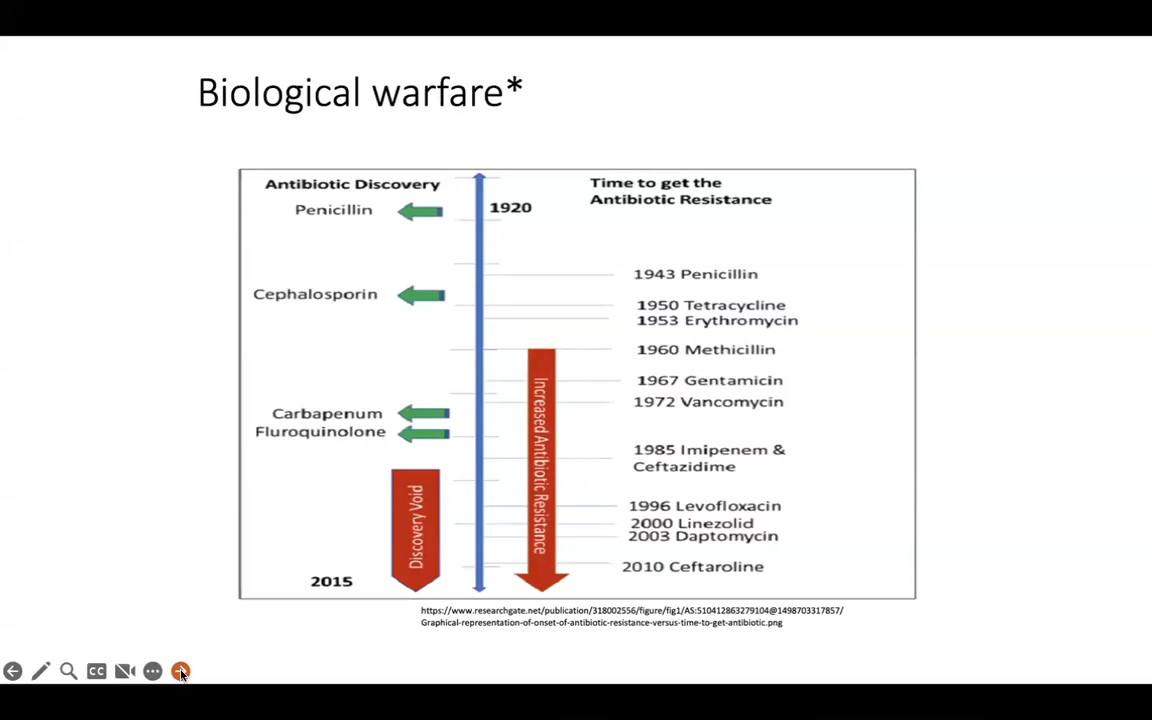 Biological warfare*
Antibiotic Discovery
Time to get the
Antibiotic Resistance
Penicillin
1920
1943 Penicillin
Cephalosporin
1950 Tetracycline
1953 Erythromycin
1960 Methicillin
1967 Gentamicin
1972 Vancomycin
Carbapenum
Fluroquinolone
Increased Antibiotic Resistance
1985 Imipenem &
Ceftazidime
Discovery Void
1996 Levofloxacin
2000 Linezolid
2003 Daptomycin
2010 Ceftaroline
2015
https://www.researchgate.net/publication/318002556/figure/fig1/AS:510412863279104@1498703317857/
Graphical-representation-of-onset-of-antibiotic-resistance-versus-time-to-get-antibiotic.png
CC